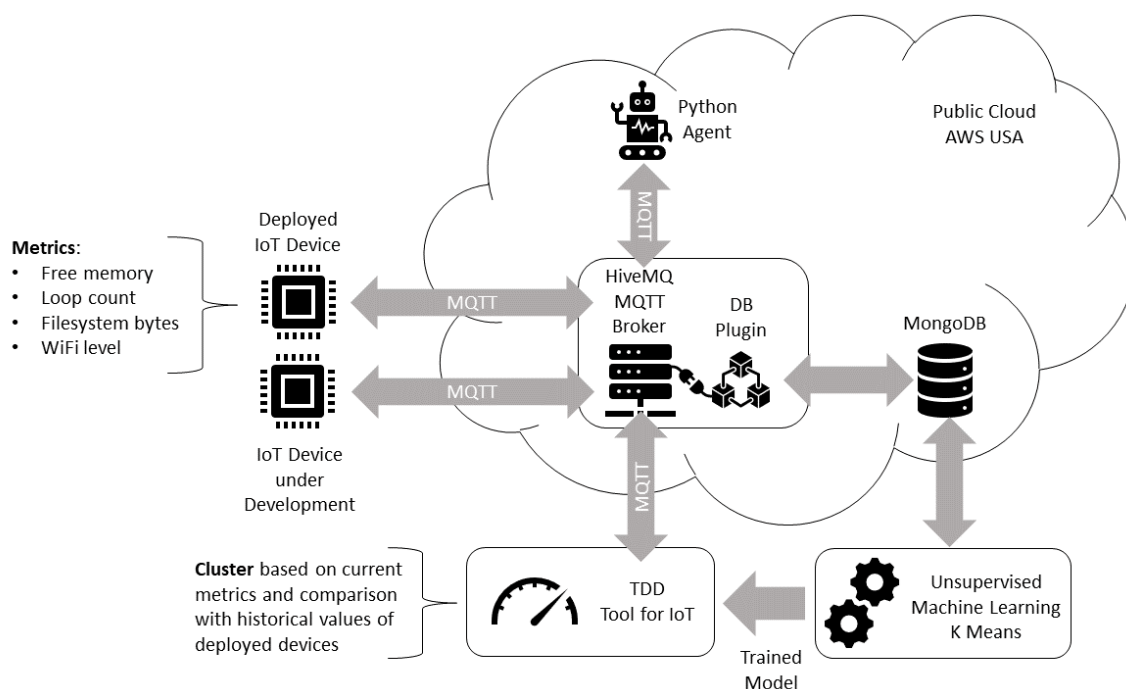 Python
Agent
Public Cloud
AWS USA
MQTT
Deployed
IoT Device
Metrics:
• Free memory
• Loop count
• Filesystem bytes
• WiFi level
MQTT
HiveMQ
MQTT
Broker
DB
Plugin
MongoDB
MQTT
IoT Device
under
Development
MQTT
Cluster based on current
metrics and comparison
with historical values of
deployed devices
TDD
Tool for IoT
Trained
Model
Unsupervised
Machine Learning
K Means